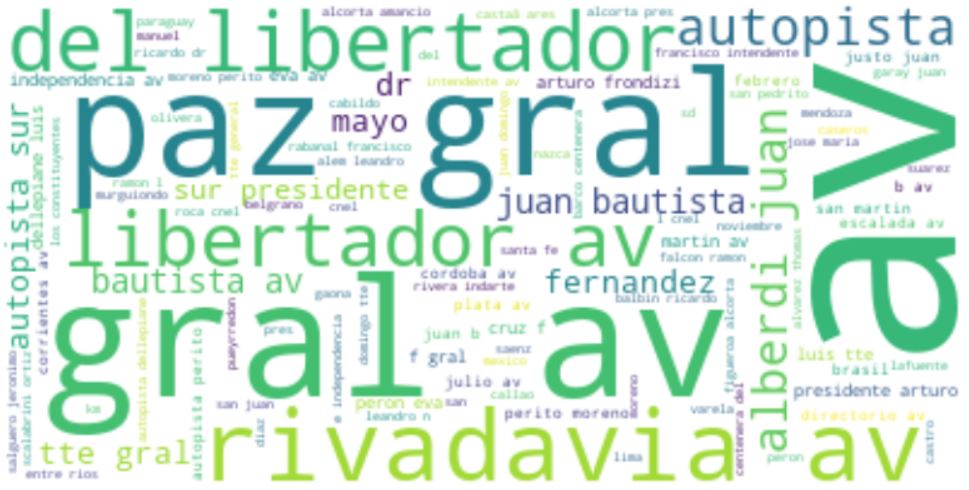 del libertador
autopista
paz gral
av
libertador av
gral av
rivadavia av
alcorta amancio
castañ ares
alcorta pres
paraguay
manuel
ricardo dr
del
francisco intendente
independencia av
moreno perito
eva av
dr
intendente av
arturo frondizi
febrero
justo juan
garay juan
san pedrito
olivera
cabildo
mayo
tte general
juan domingo
sd
mendoza
caseros
jose maria
rabanal francisco
alem leandro
nazca
barco centenera
autopista sur
dellepiane luis
los constituyentes
ramon l
murguiondo
sur presidente
belgrano
cnel
roca cnel
juan bautista
alberdi juan
suarez
b av
san martin
escalada av
l cnel
noviembre
martin av
falcon ramon
santa fe
alvarez thomas
corrientes av
bautista av
gaona
cordoba av
rivera indarte
fernandez
balbin ricardo
plata av
domingo tte
pueyrredon
pres
e independencia
juan b
cruz f
saenz
mexico
f gral
figueroa alcorta
luis tte
brasil
lafuente
presidente arturo
salguero jeronimo
scalabrini ortiz
km
autopista dellepiane
autopista perito
san juan
diaz
julio av
callao
peron eva
san
leandro n
perito moreno
moreno
varela
centenera del
directorio av
castro
tte gral
entre rios
lima
peron